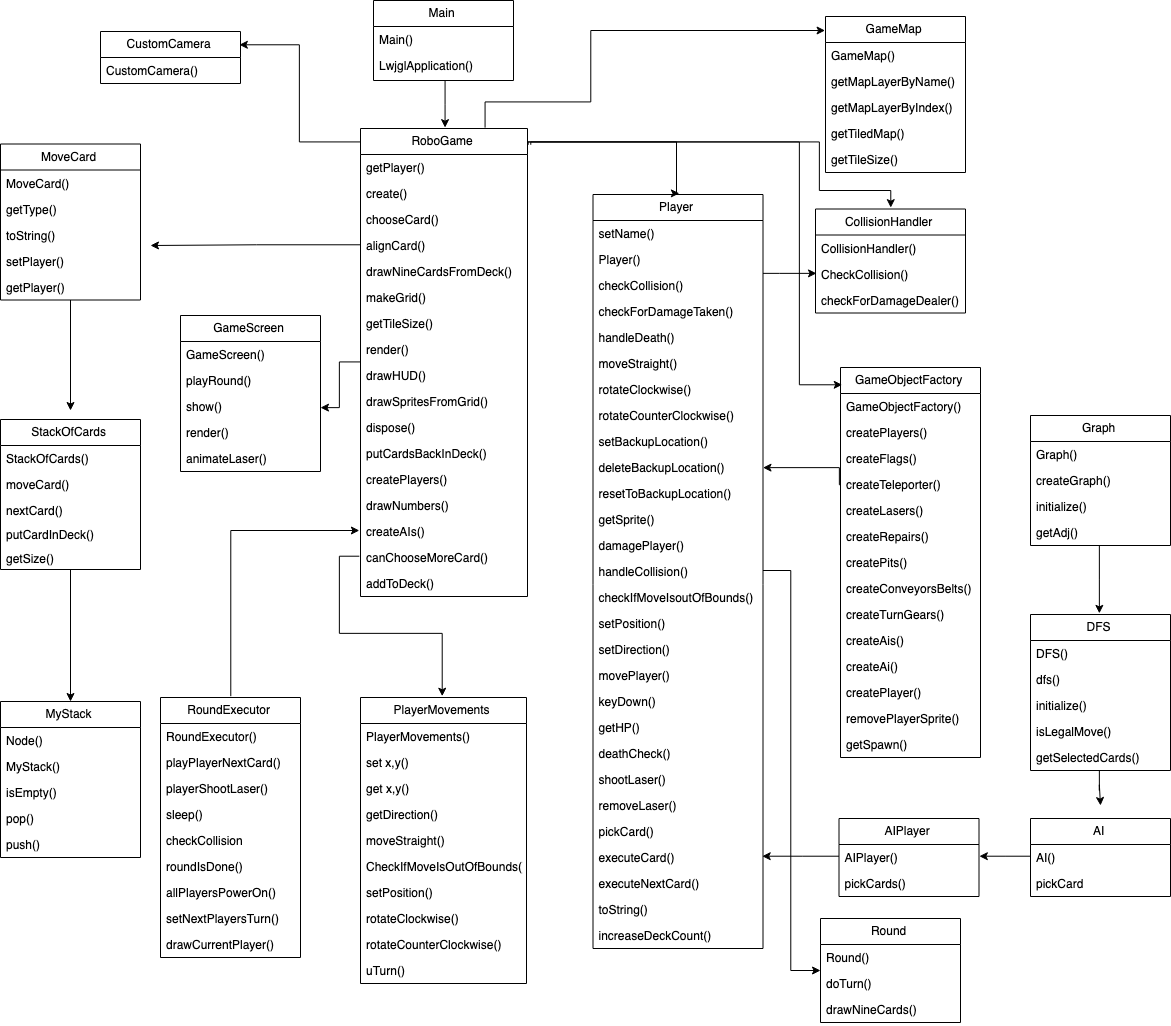 Main
Main()
LwjglApplication()
CustomCamera
CustomCamera()
GameMap
GameMap()
getMapLayerByName()
getMapLayerByIndex()
getTiledMap()
getTileSize()
RoboGame
getPlayer()
create()
chooseCard()
alignCard()
drawNineCardsFromDeck()
makeGrid()
getTileSize()
render()
drawHUD()
drawSpritesFromGrid()
dispose()
putCardsBackInDeck()
createPlayers()
drawNumbers()
createAIs()
canChooseMoreCard()
addToDeck()
MoveCard
MoveCard()
getType()
toString()
setPlayer()
getPlayer()
Player
setName()
Player()
checkCollision()
checkForDamageTaken()
handleDeath()
moveStraight()
rotateClockwise()
rotateCounterClockwise()
setBackupLocation()
deleteBackupLocation()
resetToBackupLocation()
getSprite()
damagePlayer()
handleCollision()
checkIfMoveIsoutOfBounds()
setPosition()
setDirection()
movePlayer()
keyDown()
getHP()
deathCheck()
shootLaser()
removeLaser()
pickCard()
executeCard()
executeNextCard()
toString()
increaseDeckCount()
CollisionHandler
CollisionHandler()
CheckCollision()
checkForDamageDealer()
GameScreen
GameScreen()
playRound()
show()
render()
animateLaser()
GameObjectFactory
GameObjectFactory()
createPlayers()
createFlags()
createTeleporter()
createLasers()
createRepairs()
createPits()
createConveyorsBelts()
createTurnGears()
createAis()
createAi()
createPlayer()
removePlayerSprite()
getSpawn()
Graph
Graph()
createGraph()
initialize()
getAdj()
StackOfCards
StackOfCards()
moveCard()
nextCard()
putCardInDeck()
getSize()
DFS
DFS()
dfs()
initialize()
isLegalMove()
getSelectedCards()
MyStack
Node()
MyStack()
isEmpty()
pop()
push()
RoundExecutor
RoundExecutor()
playPlayerNextCard()
playerShootLaser()
sleep()
checkCollision
roundIsDone()
allPlayersPowerOn()
setNextPlayersTurn()
drawCurrentPlayer()
PlayerMovements
PlayerMovements()
set x,y()
get x,y()
getDirection()
moveStraight()
CheckIfMoveIsOutOfBounds(
setPosition()
rotateClockwise()
rotateCounterClockwise()
uTurn()
AIPlayer
AIPlayer()
pickCards()
AI
AI()
pickCard
Round
Round()
doTurn()
drawNineCards()